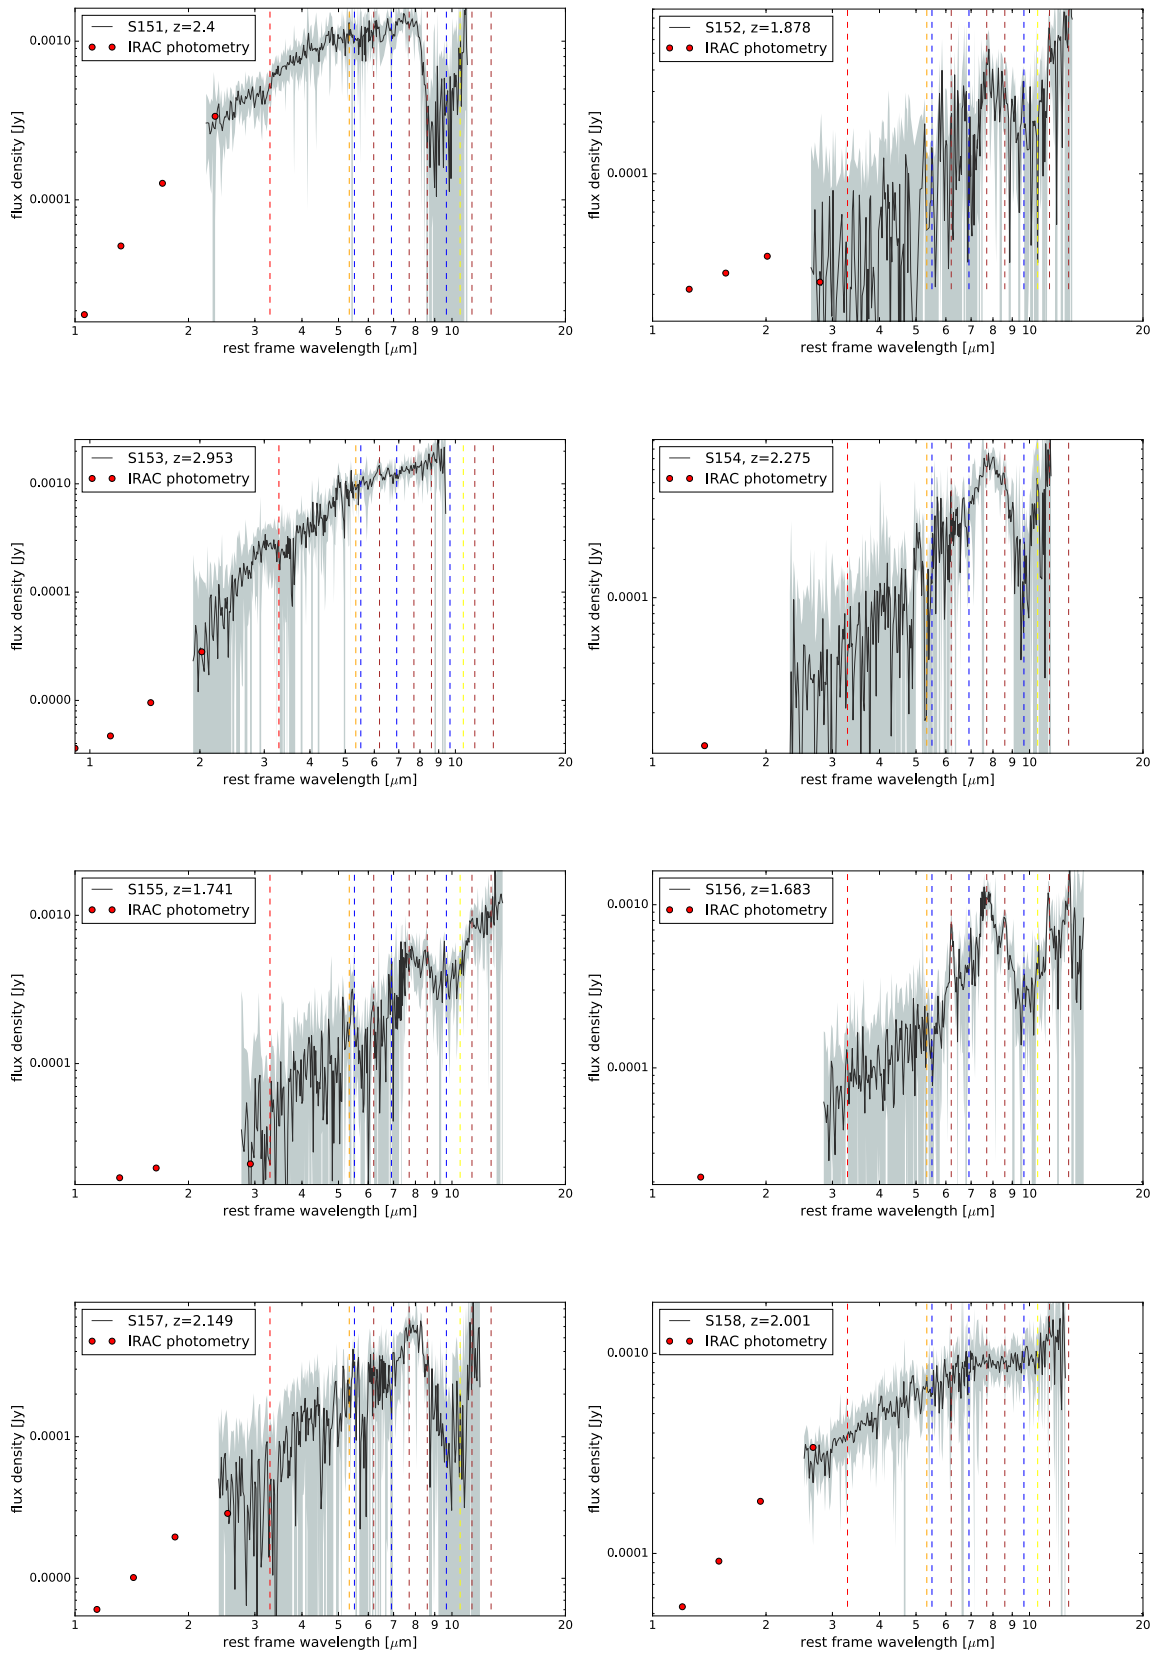 S151, z=2.4
IRAC photometry
0.0010
0.0001
flux density [Jy]
1 2 3 4 5 6 7 8 9 10 20
rest frame wavelength [μm]
S152, z=1.878
IRAC photometry
0.0001
flux density [Jy]
1 2 3 4 5 6 7 8 9 10 20
rest frame wavelength [μm]
S153, z=2.953
IRAC photometry
0.0010
0.0001
0.0000
flux density [Jy]
1 2 3 4 5 6 7 8 9 10 20
rest frame wavelength [μm]
S154, z=2.275
IRAC photometry
0.0001
flux density [Jy]
1 2 3 4 5 6 7 8 9 10 20
rest frame wavelength [μm]
S155, z=1.741
IRAC photometry
0.0010
0.0001
flux density [Jy]
1 2 3 4 5 6 7 8 9 10 20
rest frame wavelength [μm]
S156, z=1.683
IRAC photometry
0.0010
0.0001
flux density [Jy]
1 2 3 4 5 6 7 8 9 10 20
rest frame wavelength [μm]
S157, z=2.149
IRAC photometry
0.0001
0.0000
flux density [Jy]
1 2 3 4 5 6 7 8 9 10 20
rest frame wavelength [μm]
S158, z=2.001
IRAC photometry
0.0010
0.0001
flux density [Jy]
1 2 3 4 5 6 7 8 9 10 20
rest frame wavelength [μm]